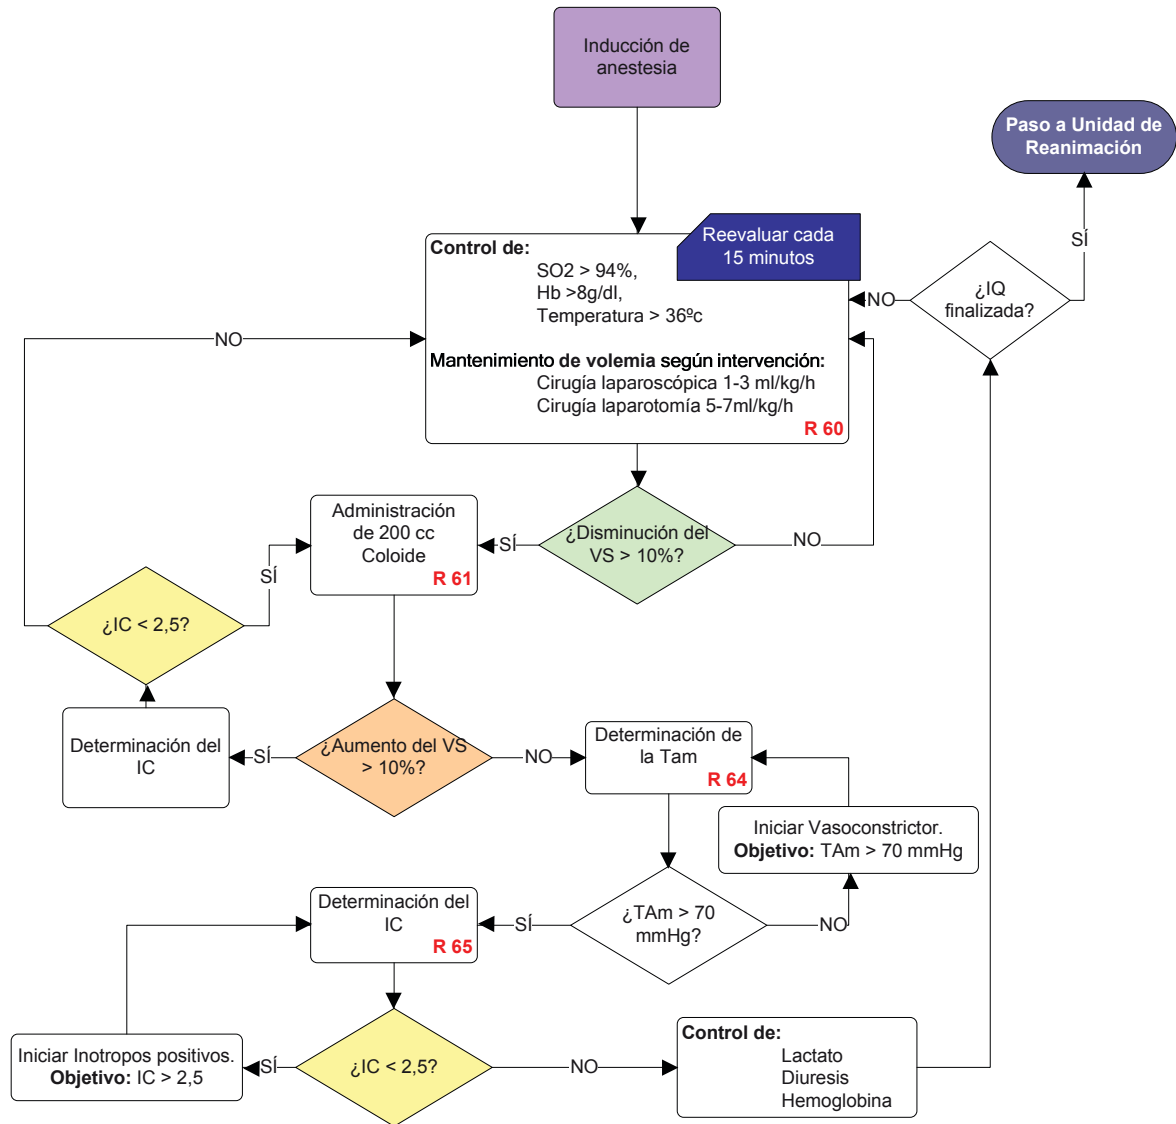 Inducción de
anestesia
Paso a Unidad de
Reanimación
Reevaluar cada
15 minutos
Control de:
SO2 > 94%,
Hb >8g/dl,
Temperatura > 36ºc
Mantenimiento de volemia según intervención:
Cirugía laparoscópica 1-3 ml/kg/h
Cirugía laparotomía 5-7ml/kg/h
R 60
¿IQ
finalizada?
NO
SÍ
NO
Administración
de 200 cc
Coloide
R 61
SÍ
¿Disminución del
VS > 10%?
NO
SÍ
¿IC < 2,5?
Determinación del
IC
SÍ
¿Aumento del VS
> 10%?
NO
Determinación de
la Tam
R 64
Iniciar Vasoconstrictor.
Objetivo: TAm > 70 mmHg
Determinación del
IC
R 65
SÍ
¿TAm > 70
mmHg?
NO
Iniciar Inotropos positivos.
Objetivo: IC > 2,5
SÍ
¿IC < 2,5?
NO
Control de:
Lactato
Diuresis
Hemoglobina